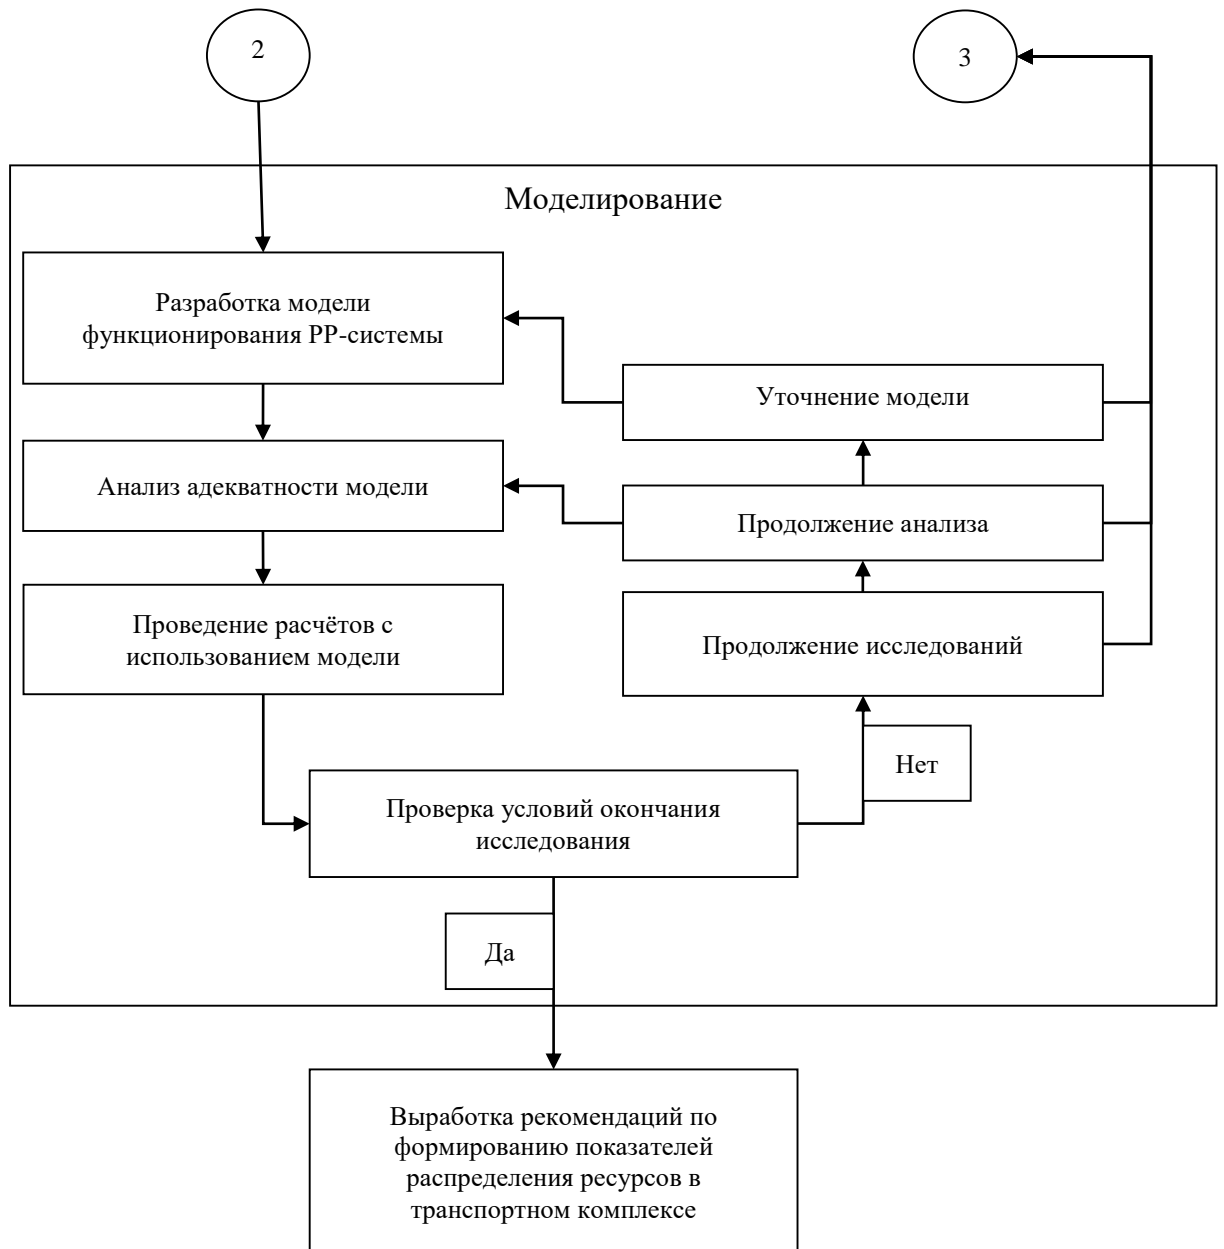 2
3
Моделирование
Разработка модели
функционирования РР-системы
Уточнение модели
Анализ адекватности модели
Продолжение анализа
Проведение расчётов с
использованием модели
Продолжение исследований
Нет
Проверка условий окончания
исследования
Да
Выработка рекомендаций по
формированию показателей
распределения ресурсов в
транспортном комплексе